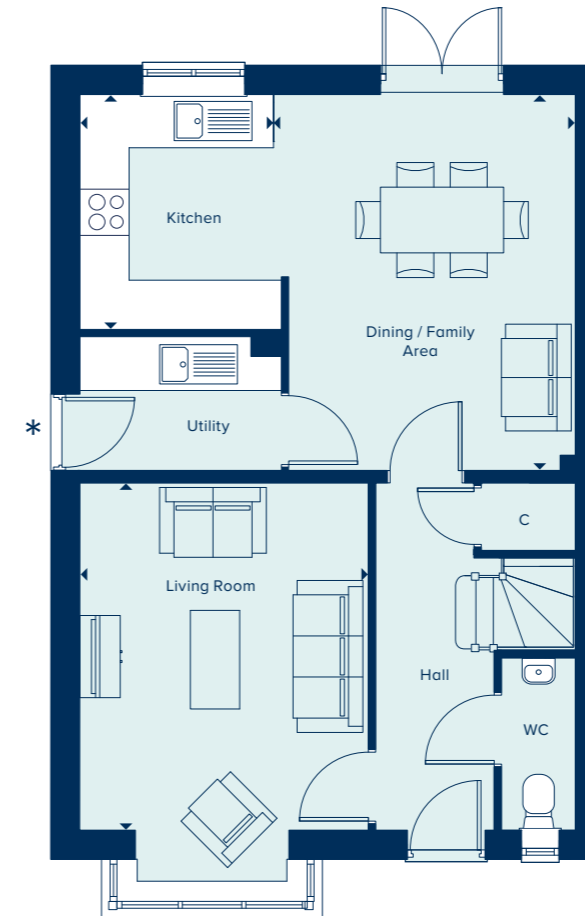 Kitchen
Dining / Family
Area
*
Utility
C
Living Room
Hall
WC